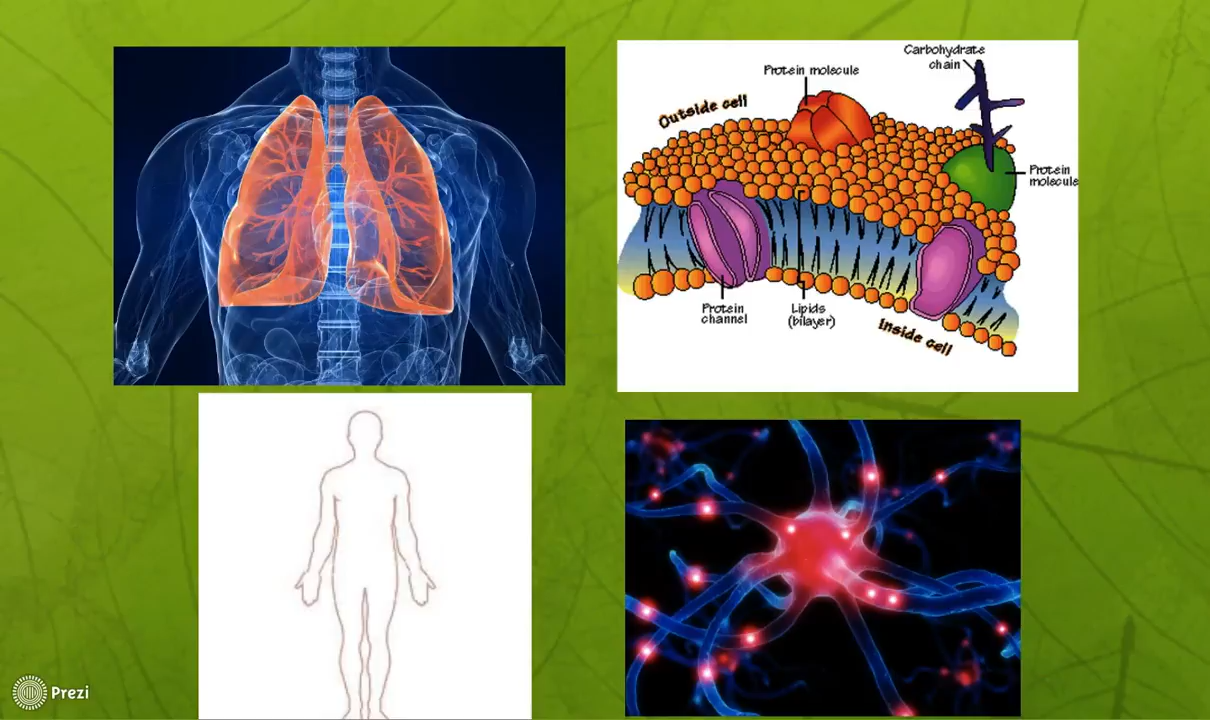 Carbohydrate
chain
Protein molecule
Outside cell
Protein
molecule
Protein
channel
Lipids
(bilayer)
Inside cell
Prezi